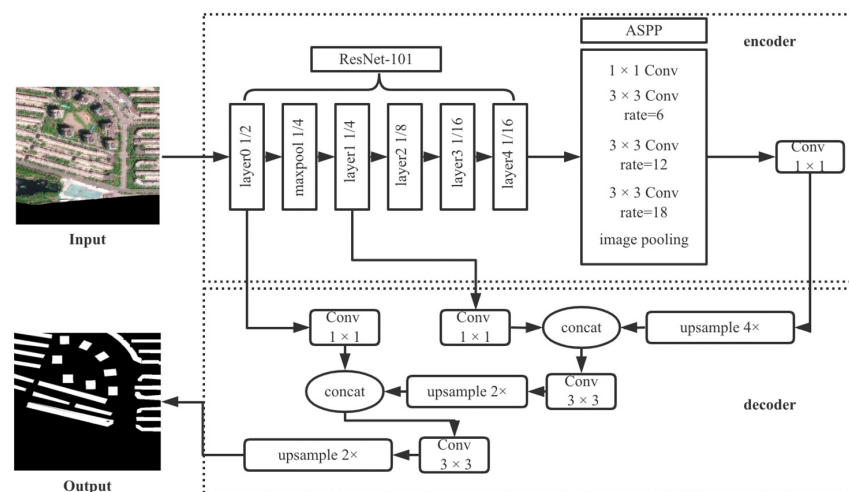 ASPP
encoder
ResNet-101
1 × 1 Conv
3 × 3 Conv
rate=6
3 × 3 Conv
rate=12
3 × 3 Conv
rate=18
image pooling
layer0 1/2
maxpool 1/4
layer1 1/4
layer2 1/8
layer3 1/16
layer4 1/16
Conv
1 × 1
Input
Conv
1 × 1
Conv
1 × 1
concat
upsample 4×
concat
upsample 2×
Conv
3 × 3
decoder
upsample 2×
Conv
3 × 3
Output